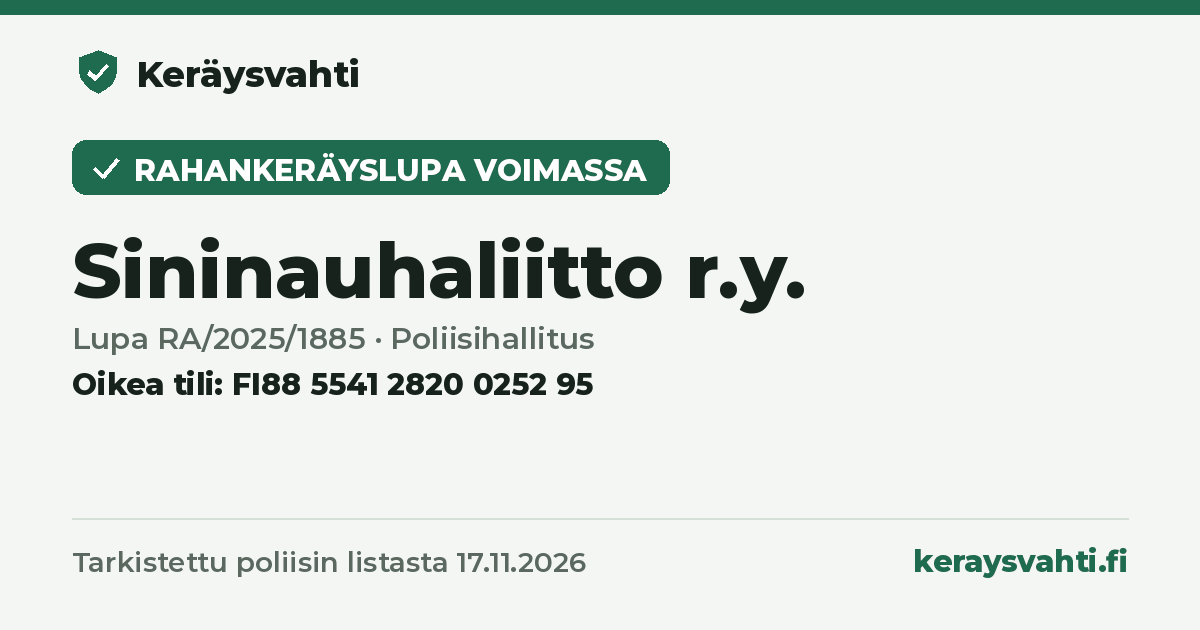 Keräysvahti
RAHANKERÄYSLUPA VOIMASSA
Sininauhaliitto r.y.
Lupa RA/2025/1885 · Poliisihallitus
Oikea tili: FI88 5541 2820 0252 95
Tarkistettu poliisin listasta 17.11.2026
keraysvahti.fi